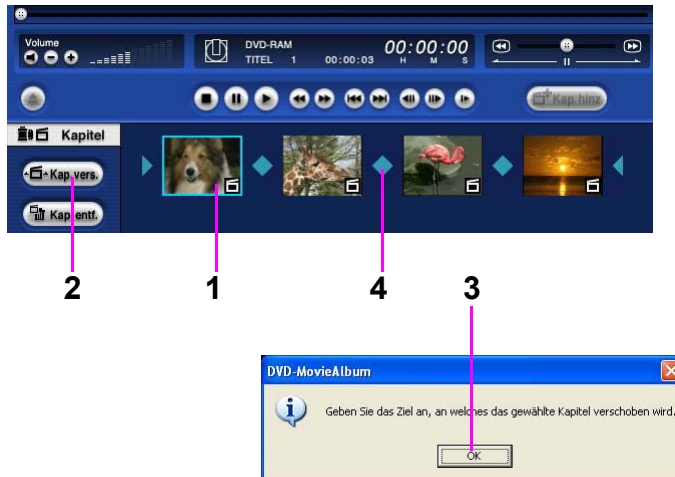 Volume
DVD-RAM
TITEL 1 00:00:03
00:00:00
H M S
Kap.hinz
Kapitel
Kap.vers.
Kap.entf.
2 1 4 3
DVD-MovieAlbum
Geben Sie das Ziel an, an welches das gewählte Kapitel verschoben wird.
OK